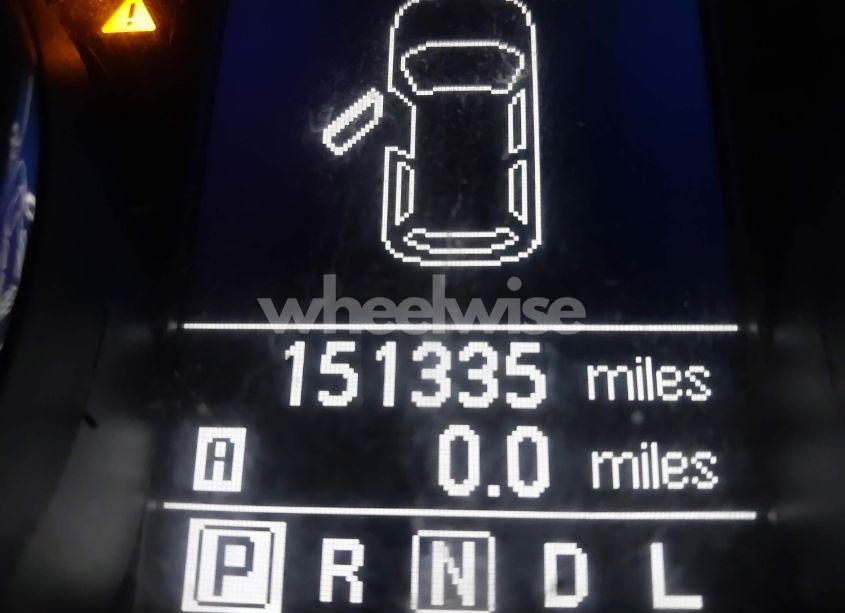 wheelwise
151335 miles
A 0.0 miles
P R N D L